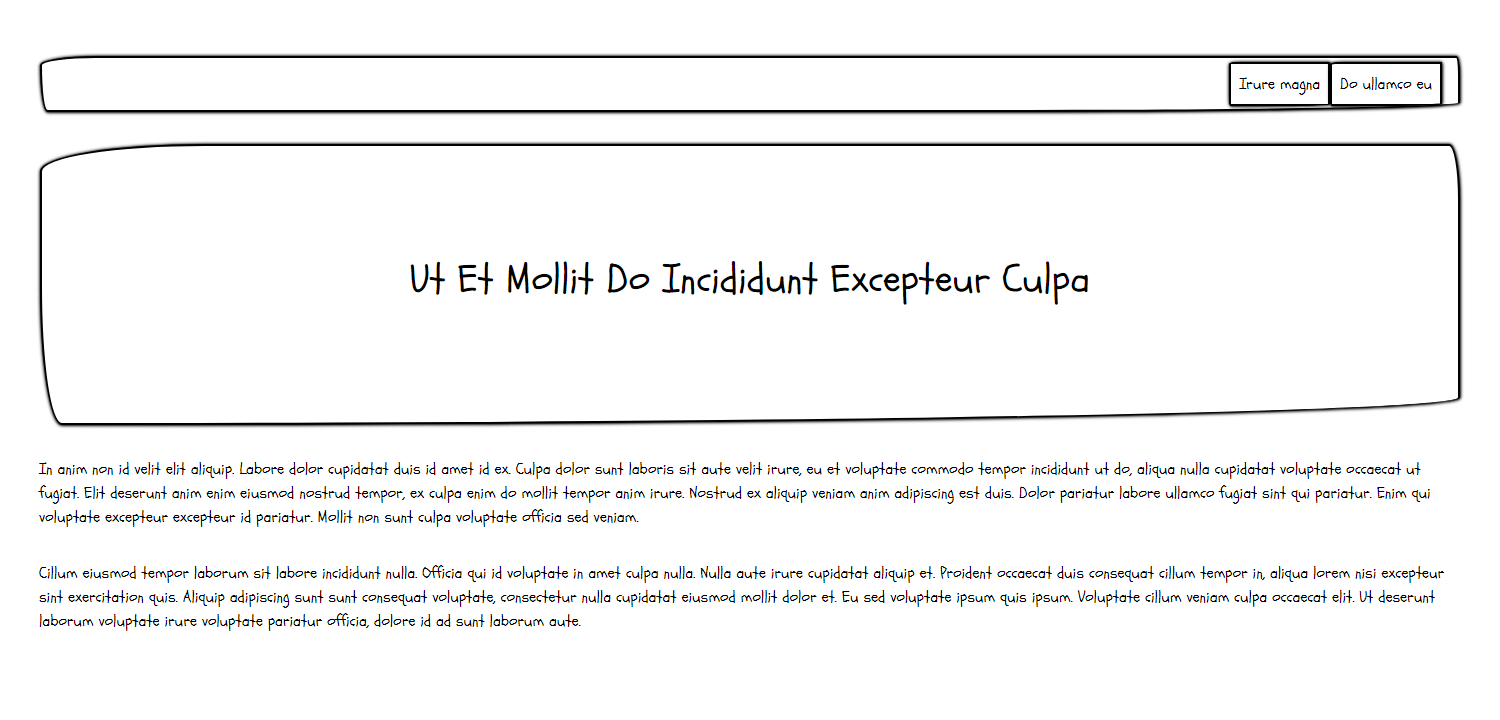 Irure magna
Do ullamco eu
Ut Et Mollit Do Incididunt Excepteur Culpa
In anim non id velit elit aliquip. Labore dolor cupidatat duis id amet id ex. Culpa dolor sunt laboris sit aute velit irure, eu et voluptate commodo tempor incididunt ut do, aliqua nulla cupidatat voluptate occaecat ut
fugiat. Elit deserunt anim enim eiusmod nostrud tempor, ex culpa enim do mollit tempor anim irure. Nostrud ex aliquip veniam anim adipiscing est duis. Dolor pariatur labore ullamco fugiat sint qui pariatur. Enim qui
voluptate excepteur excepteur id pariatur. Mollit non sunt culpa voluptate officia sed veniam.
Cillum eiusmod tempor laborum sit labore incididunt nulla. Officia qui id voluptate in amet culpa nulla. Nulla aute irure cupidatat aliquip et. Proident occaecat duis consequat cillum tempor in, aliqua lorem nisi excepteur
sint exercitation quis. Aliquip adipiscing sunt sunt consequat voluptate, consectetur nulla cupidatat eiusmod mollit dolor et. Eu sed voluptate ipsum quis ipsum. Voluptate cillum veniam culpa occaecat elit. Ut deserunt
laborum voluptate irure voluptate pariatur officia, dolore id ad sunt laborum aute.